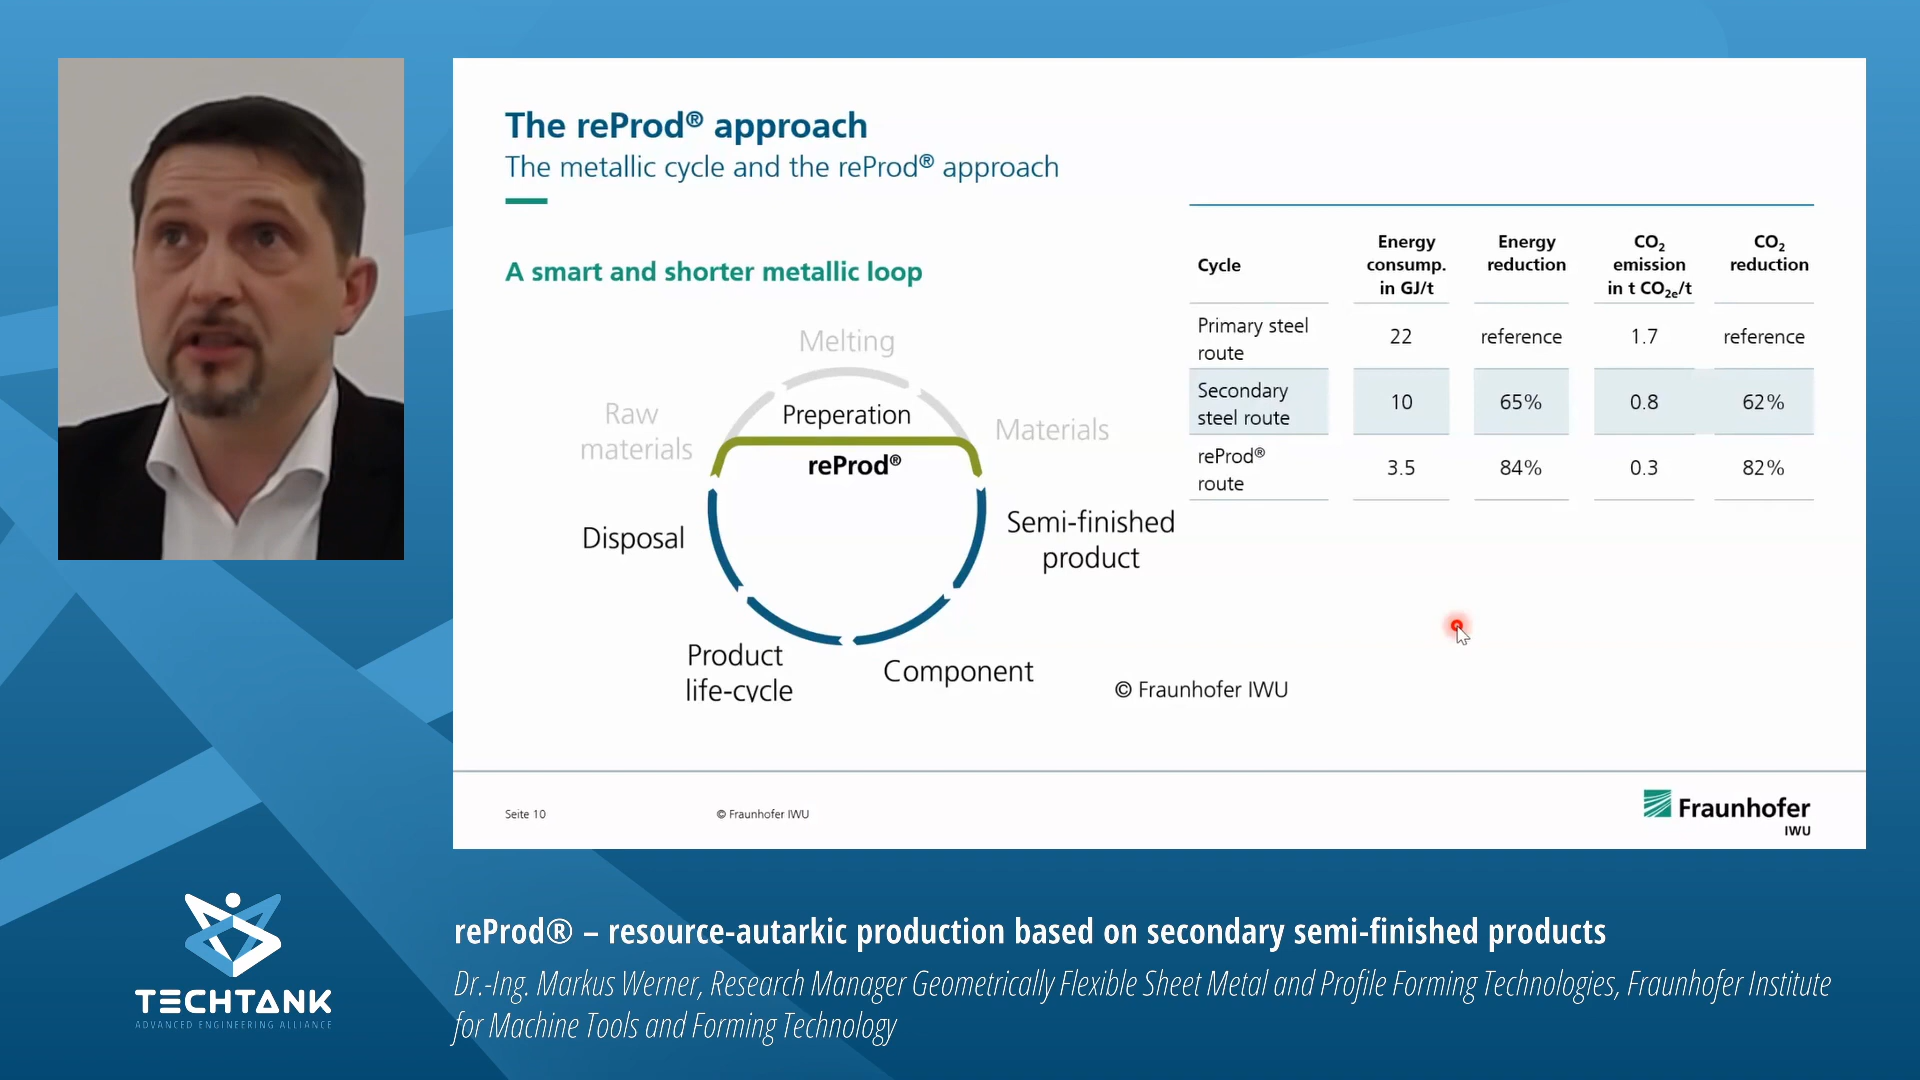 The reProd® approach
The metallic cycle and the reProd® approach
A smart and shorter metallic loop
Melting
Raw
materials
Preperation
reProd®
Materials
Disposal
Semi-finished
product
Product
life-cycle
Component
© Fraunhofer IWU
Cycle
Energy
consump.
in GJ/t
Energy
reduction
CO2
emission
in t CO2e/t
CO2
reduction
Primary steel
route
22
reference
1.7
reference
Secondary
steel route
10
65%
0.8
62%
reProd®
route
3.5
84%
0.3
82%
Seite 10
© Fraunhofer IWU
Fraunhofer
IWU
TECHTANK
ADVANCED ENGINEERING ALLIANCE
reProd® – resource-autarkic production based on secondary semi-finished products
Dr.-Ing. Markus Werner, Research Manager Geometrically Flexible Sheet Metal and Profile Forming Technologies, Fraunhofer Institute
for Machine Tools and Forming Technology